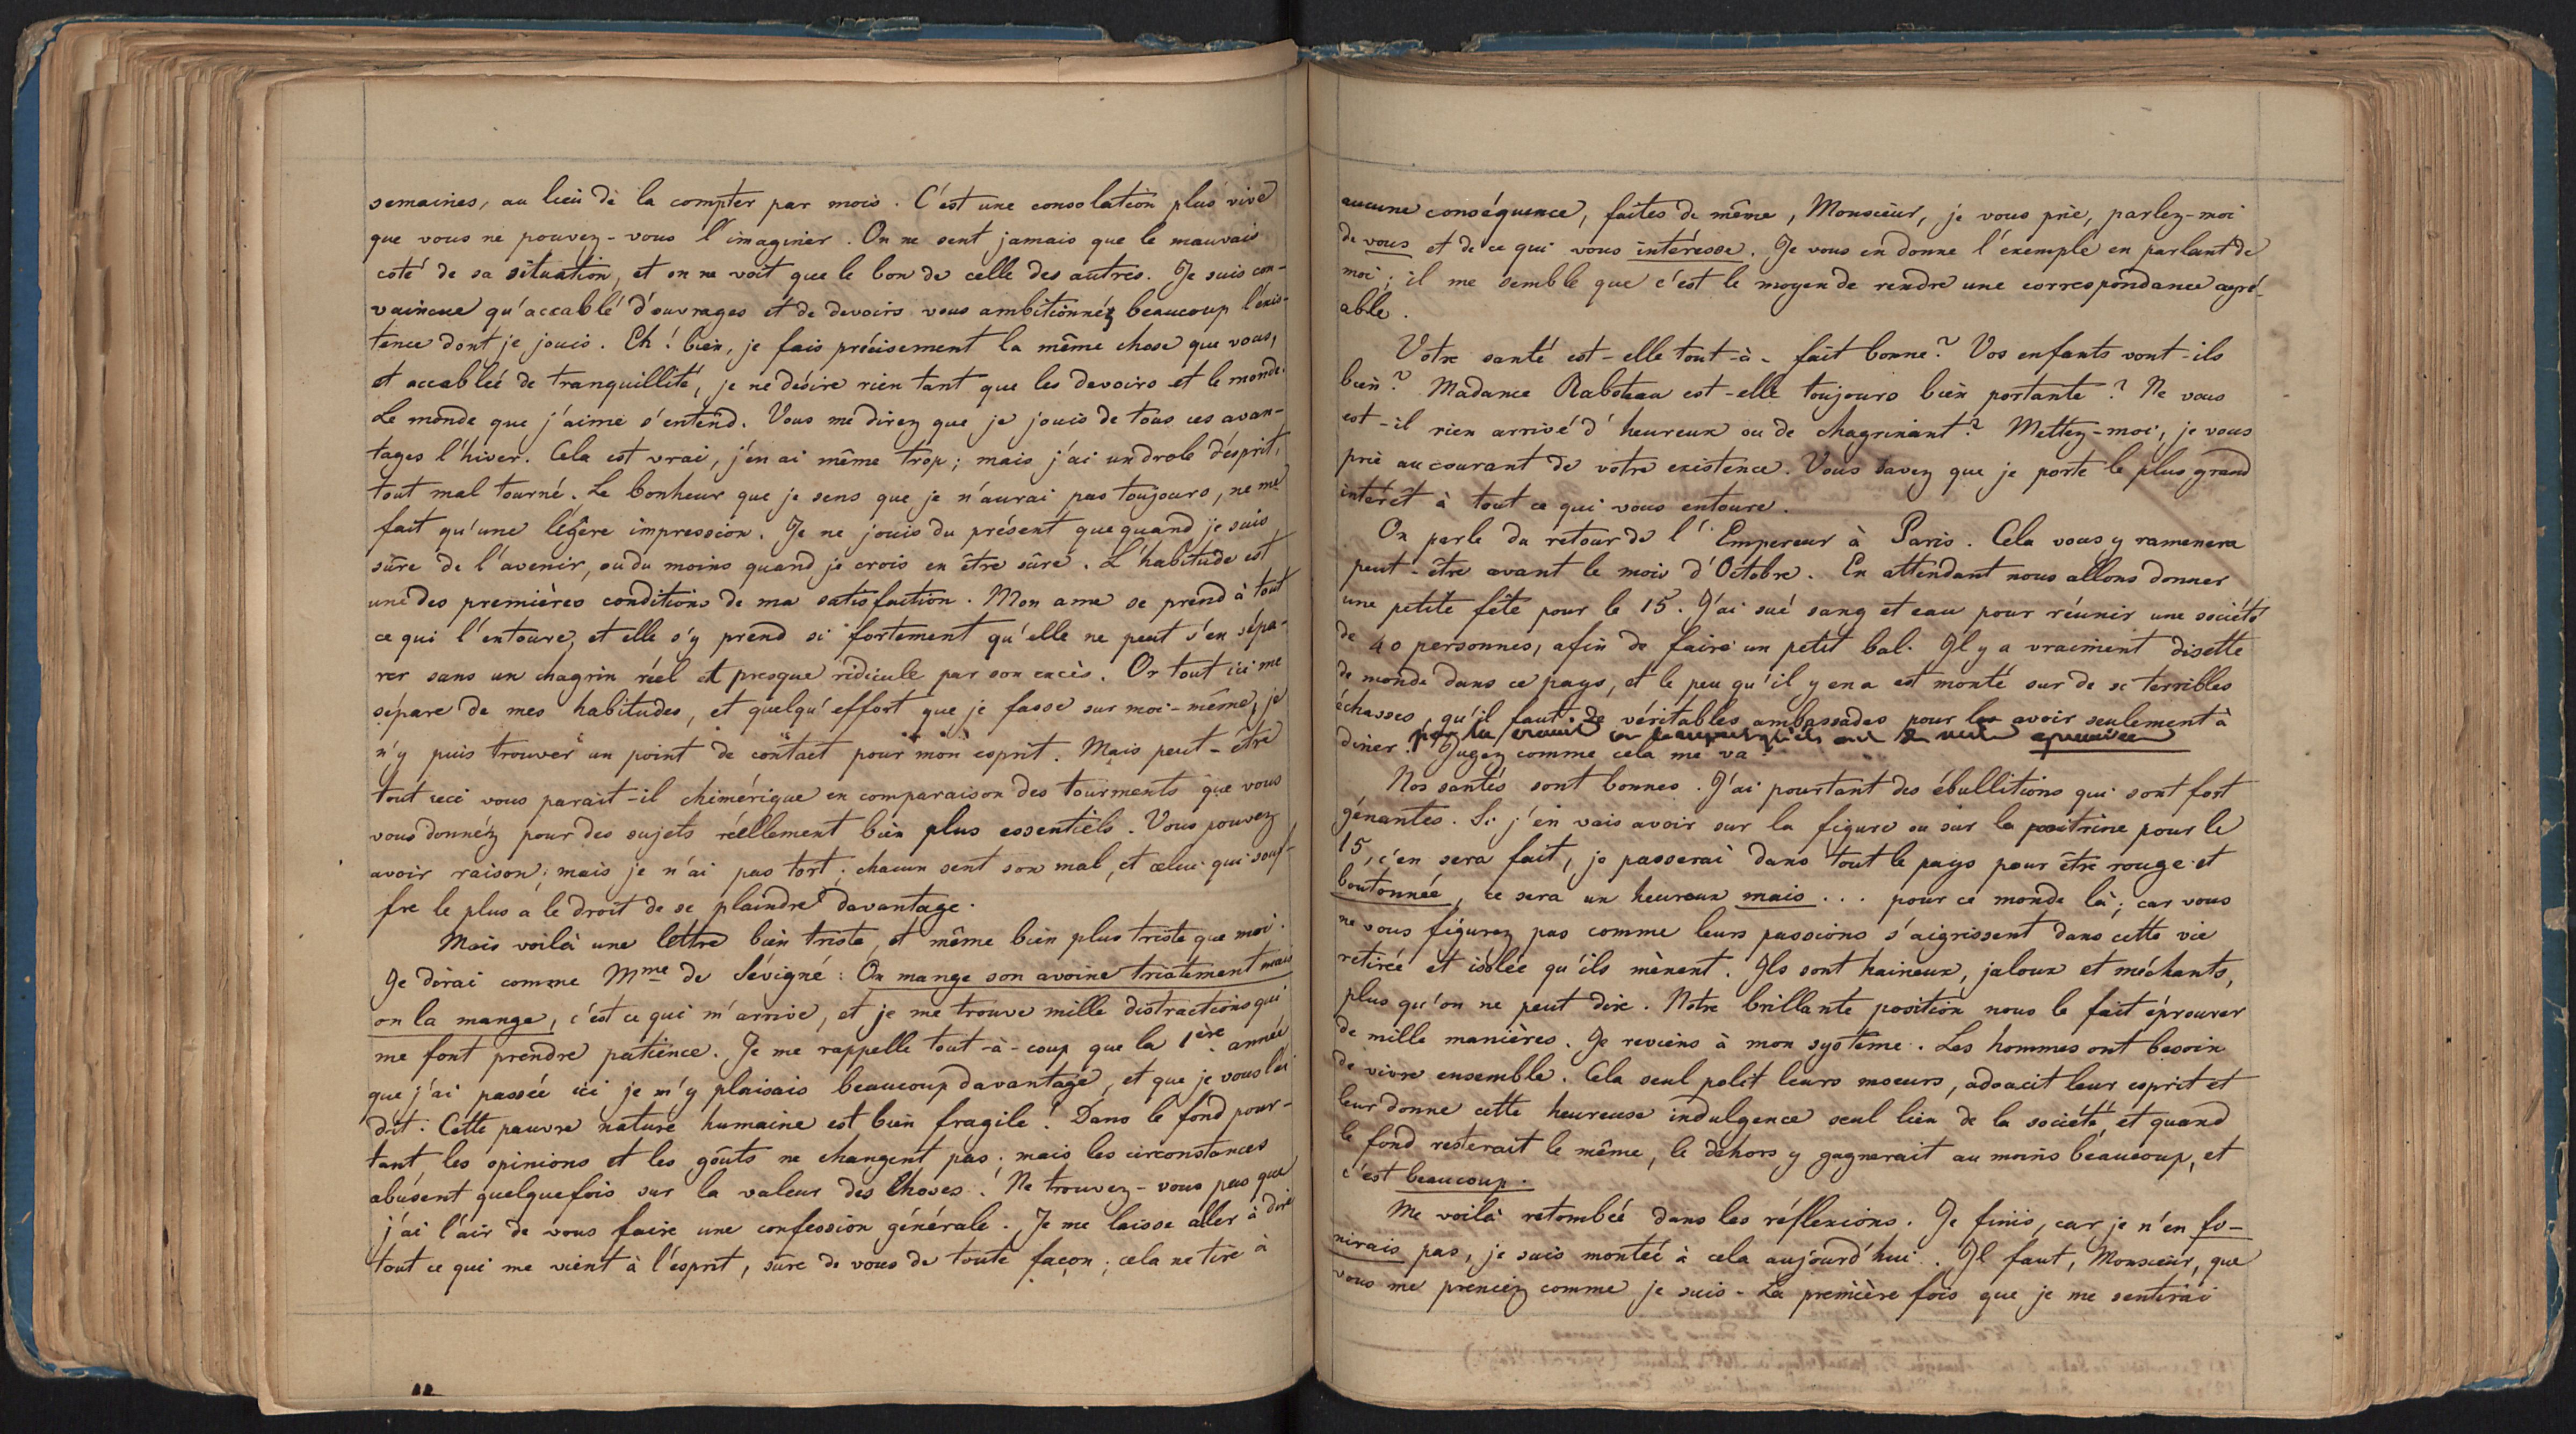 semaines, au lieu de la compter par mois. C'est une consolation plus vive
que vous ne pouvez-vous l'imaginer. On ne sent jamais que le mauvais
coté de sa situation, et on ne voit que le bon de celle des autres. Je suis con-
vaincue qu'accablé d'ouvrages et de devoirs vous ambitionnéz beaucoup l'exis-
tence dont je jouis. Eh! bien, je fais précisement la même chose que vous,
et accableé de tranquillité, je ne désire rien tant que les devoirs et le monde.
Le monde que j'aime s'entend. Vous me direz que je jouis de tous ces avan-
tages l'hiver. Cela est vrai, j'en ai même trop; mais j'ai un drole d'esprit,
tout mal tourné. Le bonheur que je sens que je n'aurai pas toujours, ne me
fait qu'une légère impression. Je ne jouis du présent que quand je suis
sûre de l'avenir, ou du moins quand je crois en être sûre. L'habitude est
une des premières conditions de ma satisfaction. Mon ame se prend à tout
ce qui l'entoure, et elle s'y prend si fortement qu'elle ne peut s'en sépa-
rer sans un chagrin réel et presque ridicule par son excès. Or tout ici me
sépare de mes habitudes, et quelqu'effort que je fasse sur moi-même, je
n'y puis trouver un point de contact pour mon esprit. Mais peut-être
tout ceci vous parait-il chimérique en comparaison des tourments que vous
vous donnéz pour des sujets réellement bien plus essentiels. Vous pouvez
avoir raison; mais je n'ai pas tort; chacun sent son mal, et celui qui souf-
fre le plus a le droit de se plaindre davantage.
Mais voilà une lettre bien triste, et même bien plus triste que moi.
Je dirai comme Mme de Sévigné: On mange son avoine tristement mais
on la mange, c'est ce qui m'arrive, et je me trouve mille distractions qui
me font prendre patience. Je me rappelle tout-à-coup que la 1ère année
que j'ai passée ici je m'y plaisais beaucoup davantage, et que je vous l'ai
dit. Cette pauvre nature humaine est bien fragile! Dans le fond pour-
tant les opinions et les goûts ne changent pas; mais les circonstances
abusent quelquefois sur la valeur des choses! Ne trouvez-vous pas que
j'ai l'air de vous faire une confession générale. Je me laisse aller à dire
tout ce qui me vient à l'esprit, sûre de vous de toute façon; cela ne tire à
aucune conséquence, faites de même, Monsieur, je vous prie, parlez-moi
de vous et de ce qui vous intéresse. Je vous en donne l'exemple en parlant de
moi; il me semble que c'est le moyen de rendre une correspondance agré-
able.
Votre santé est-elle tout-à-fait bonne? Vos enfants vont-ils
bien? Madame Raboteau est-elle toujours bien portante? Ne vous
est-il rien arrivé d'heureux ou de chagrinant? Mettez-moi, je vous
prie au courant de votre existence. Vous savez que je porte le plus grand
intérêt à tout ce qui vous entoure.
On parle du retour de l'Empereur à Paris. Cela vous y ramenera
peut-être avant le mois d'Octobre. En attendant nous allons donner
une petite fête pour le 15. J'ai sué sang et eau pour réunir une société
de 40 personnes, afin de faire un petit bal. Il y a vraiment disette
de monde dans ce pays, et le peu qu'il y en a est monté sur de si terribles
échasses, qu'il faut de véritables ambassades pour les avoir seulement à
diner. Jugez comme cela me va!
Nos santés sont bonnes. J'ai pourtant des ébullitions qui sont fort
génantes. Si j'en vais avoir sur la figure ou sur la poitrine pour le
15, c'en sera fait, je passerai dans tout le pays pour être rouge et
boutonnée, ce sera un heureux mais... pour ce monde là; car vous
ne vous figurez pas comme leurs passions s'aigrissent dans cette vie
retirée et isolée qu'ils mènent. Ils sont haineux, jaloux et méchants,
plus qu'on ne peut dire. Notre brillante position nous le fait éprouver
de mille manières. Je reviens à mon système. Les hommes ont besoin
de vivre ensemble. Cela seul polit leurs moeurs, adoucit leur esprit et
leur donne cette heureuse indulgence seul lien de la société, et quand
le fond resterait le même, le dehors y gagnerait au moins beaucoup, et
c'est beaucoup.
Me voilà retombée dans les réflexions. Je finis, car je n'en fi-
nirais pas, je suis monteé à cela aujourd'hui. Il faut, Monsieur, que
vous me preniez comme je suis. La première fois que je me sentirai